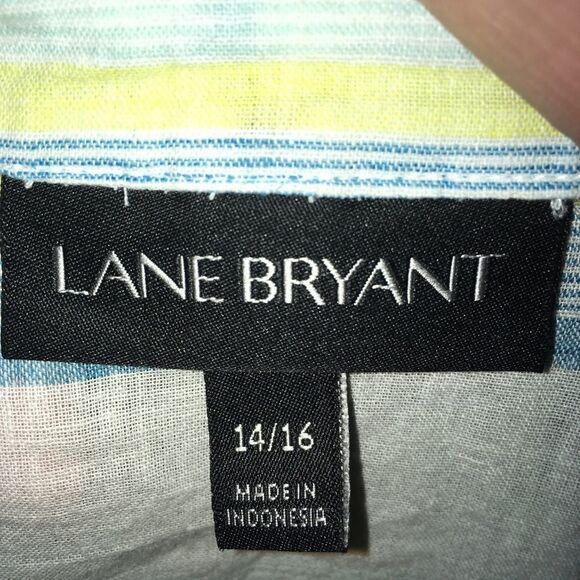 LANE BRYANT
14/16
MADE IN
INDONESIA